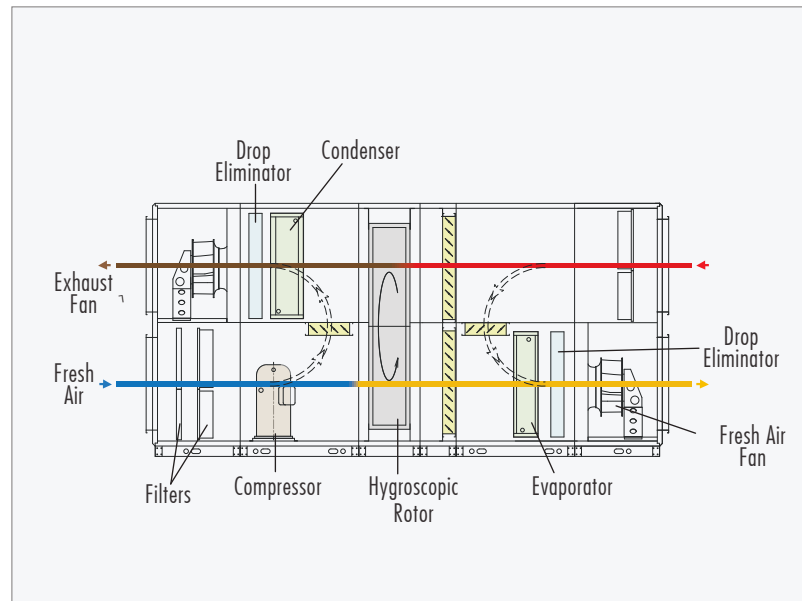 Drop
Eliminator
Condenser
Exhaust
Fan
Fresh
Air
Drop
Eliminator
Fresh Air
Fan
Filters
Compressor
Hygroscopic
Rotor
Evaporator